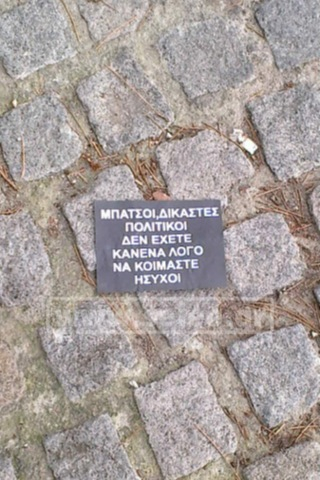 ΜΠΑΤΣΟΙ,ΔΙΚΑΣΤΕΣ
ΠΟΛΙΤΙΚΟΙ
ΔΕΝ ΕΧΕΤΕ
ΚΑΝΕΝΑ ΛΟΓΟ
ΝΑ ΚΟΙΜΑΣΤΕ
ΗΣΥΧΟΙ